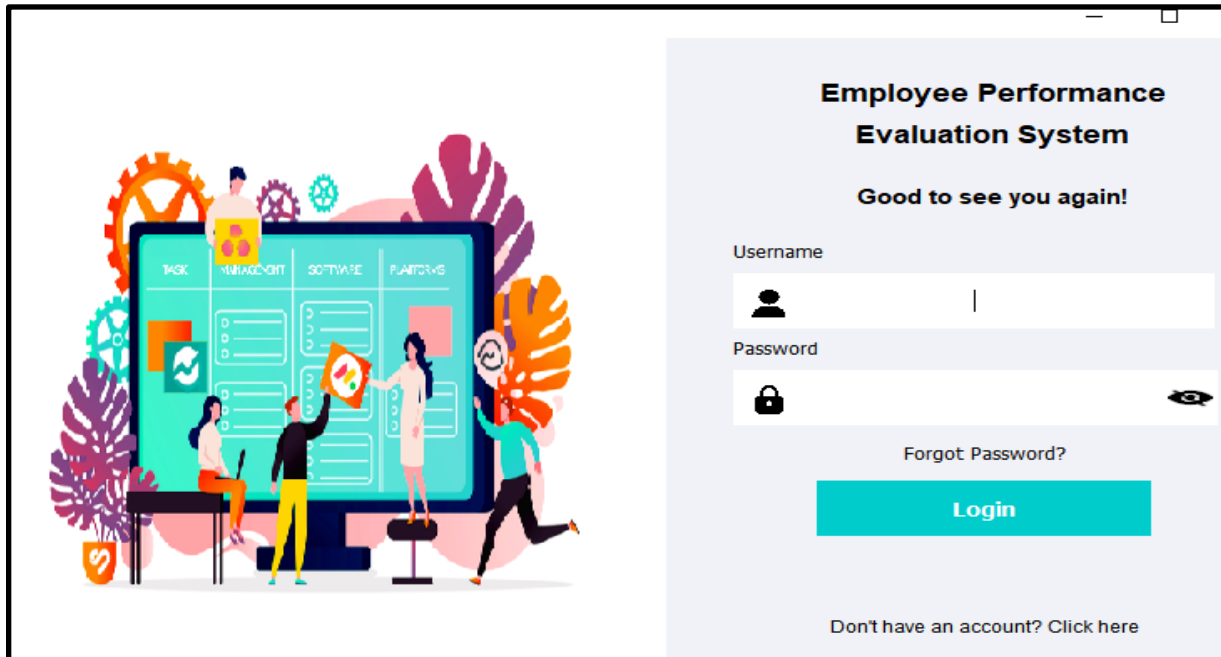 TASK MANAGEMENT SOFTWARE PLATFORMS
Employee Performance
Evaluation System
Good to see you again!
Username
Password
Forgot Password?
Login
Don't have an account? Click here